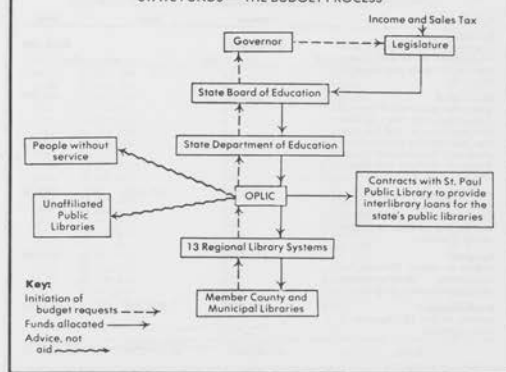 THE BUDGET PROCESS
Income and Sales Tax
Governor
Legislature
State Board of Education
State Department of Education
People without
service
OPLIC
Unaffiliated
Public
Libraries
Contracts with St. Paul
Public Library to provide
interlibrary loans for the
state's public libraries
13 Regional Library Systems
Member County and
Municipal Libraries
Key:
Initiation of
budget requests
Funds allocated
Advice, not
aid